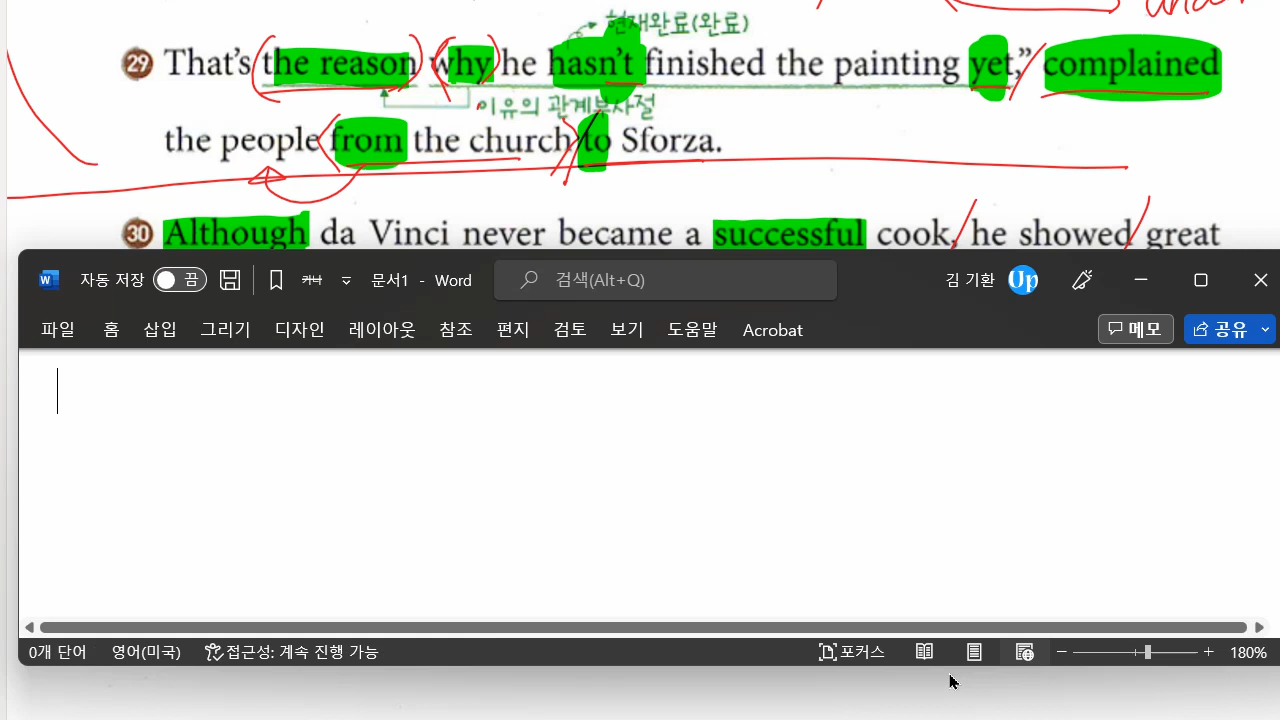 현재완료(완료)
29 That's the reason why he hasn't finished the painting yet," complained
이유의 관계부사절
the people from the church to Sforza.
30 Although da Vinci never became a successful cook, he showed great
자동 저장 끔 가나 문서1 - Word 검색(Alt+Q) 김 기환 Up
파일 홈 삽입 그리기 디자인 레이아웃 참조 편지 검토 보기 도움말 Acrobat 메모 공유
0개 단어 영어(미국) 접근성: 계속 진행 가능 포커스 180%